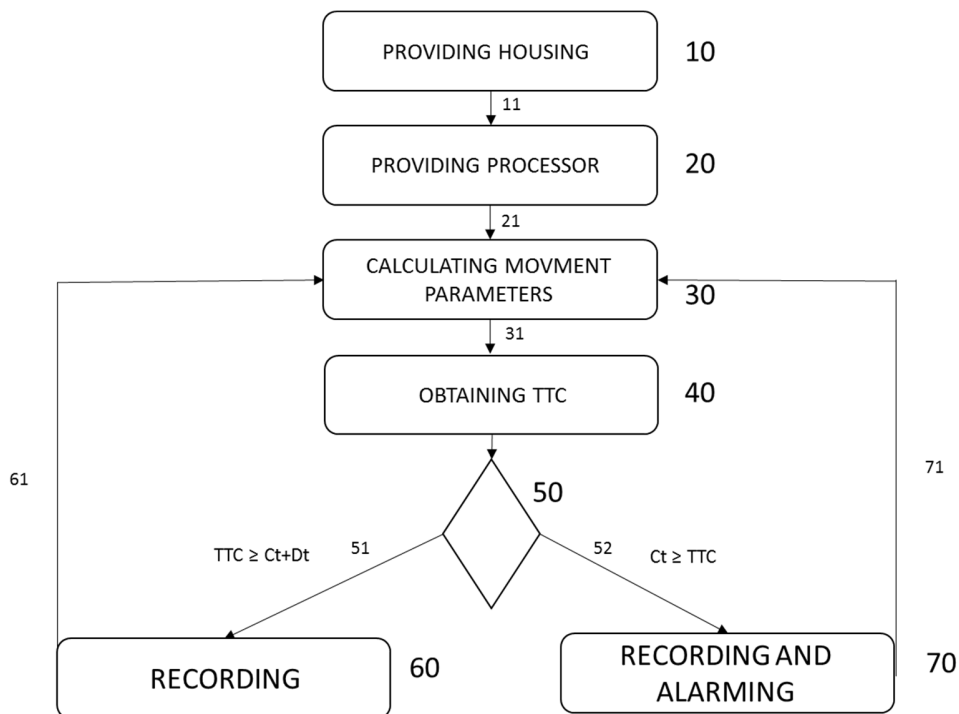 PROVIDING HOUSING
10
11
PROVIDING PROCESSOR
20
21
CALCULATING MOVMENT
PARAMETERS
30
31
OBTAINING TTC
40
61
71
50
TTC ≥ Ct+Dt
51
52
Ct ≥ TTC
RECORDING
60
RECORDING AND
ALARMING
70